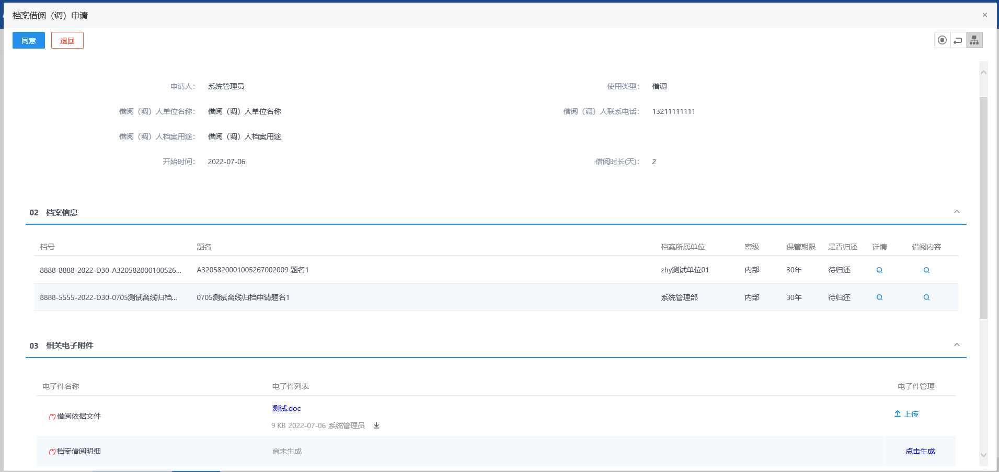 档案借阅（调）申请
同意 退回
申请人： 系统管理员 使用类型： 借调
借阅（调）人单位名称： 借阅（调）人单位名称 借阅（调）人联系电话： 13211111111
借阅（调）人档案用途： 借阅（调）人档案用途
开始时间： 2022-07-06 借阅时长(天)： 2
02 档案信息
档号 题名 档案所属单位 密级 保管期限 是否归还 详情 借阅内容
8888-8888-2022-D30-A320582000100526... A3205820001005267002009 题名1 zhy测试单位01 内部 30年 待归还
8888-5555-2022-D30-0705测试离线归档... 0705测试离线归档申请题名1 系统管理部 内部 30年 待归还
03 相关电子附件
电子件名称 电子件列表 电子件管理
(*)借阅依据文件 测试.doc 上传
9 KB 2022-07-06 系统管理员
(*)档案借阅明细 尚未生成 点击生成